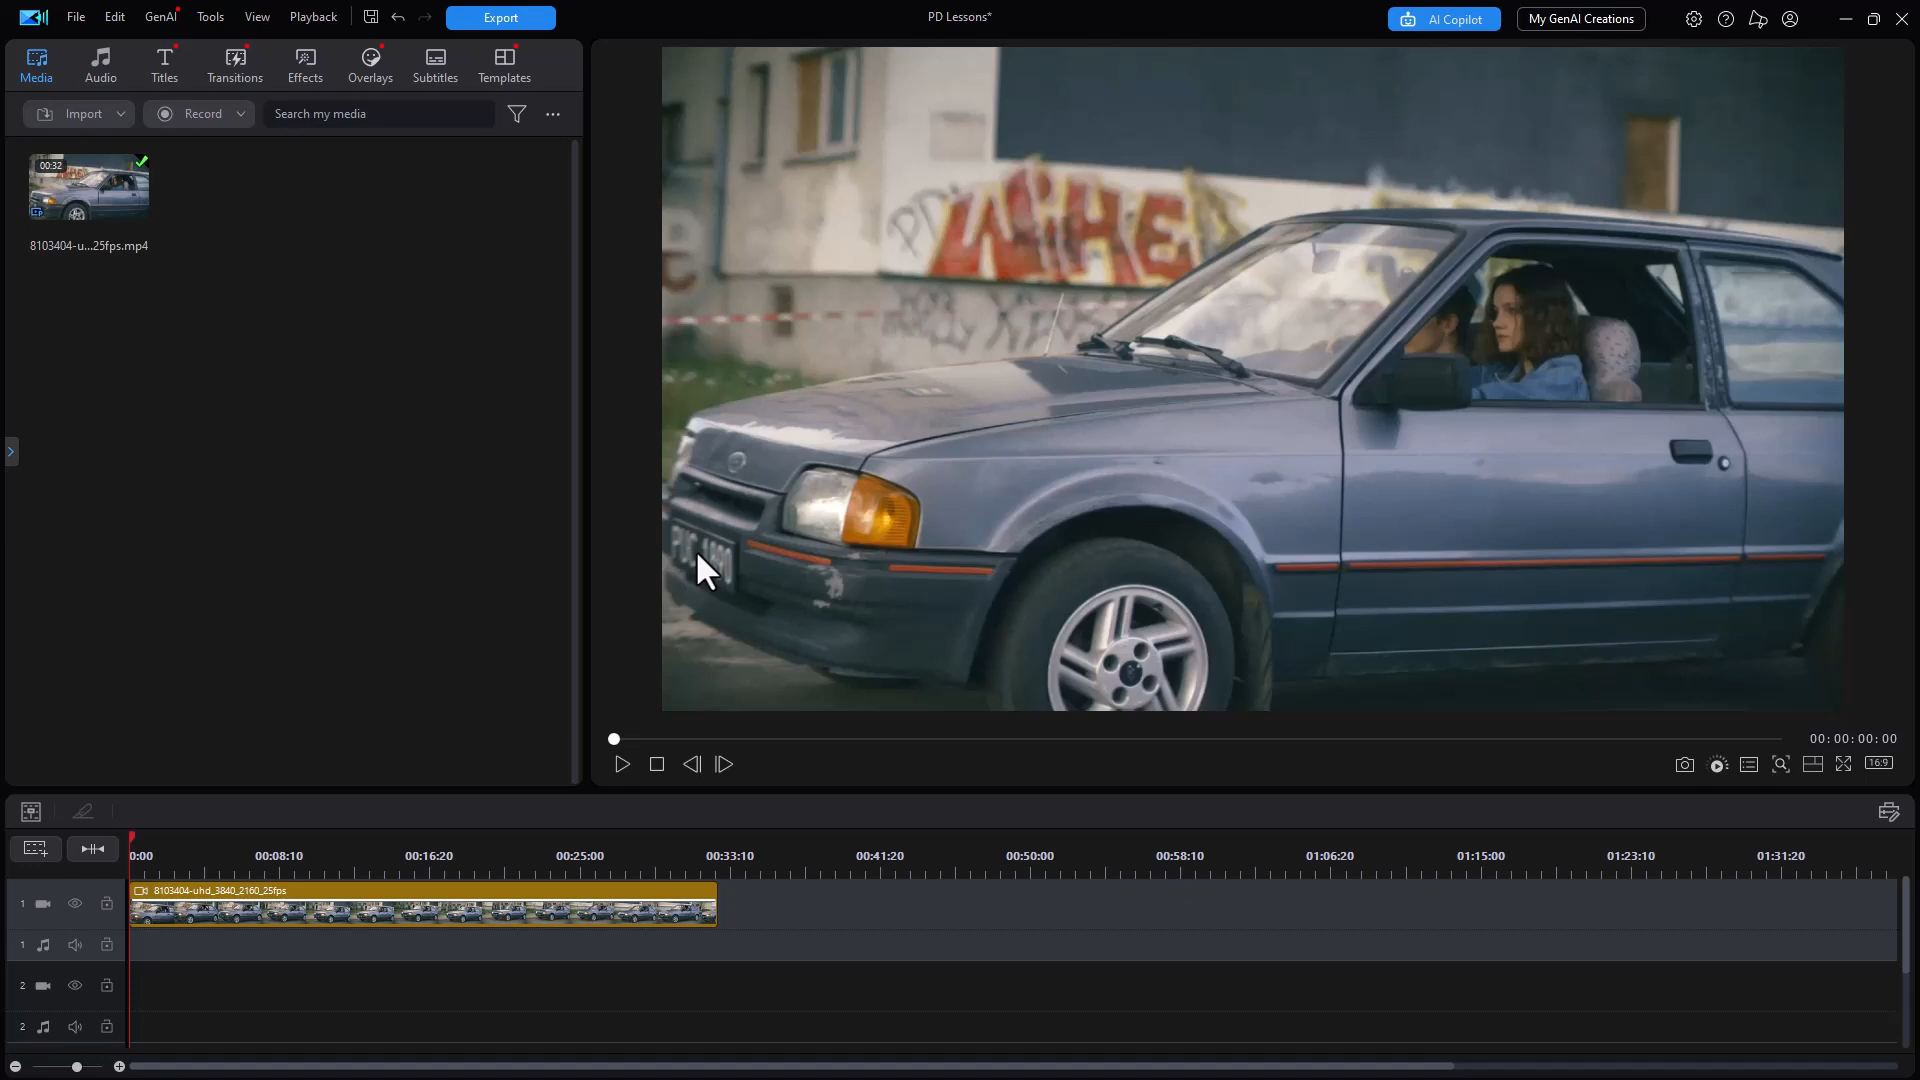 File Edit GenAI Tools View Playback Export PD Lessons* AI Copilot My GenAI Creations
Media Audio Titles Transitions Effects Overlays Subtitles Templates
Import Record Search my media
00:32
8103404-u...25fps.mp4
WIHER
00:00:00:00
16:9
0:00 00:08:10 00:16:20 00:25:00 00:33:10 00:41:20 00:50:00 00:58:10 01:06:20 01:15:00 01:23:10 01:31:20
8103404-uhd_3840_2160_25fps
1
1
2
2